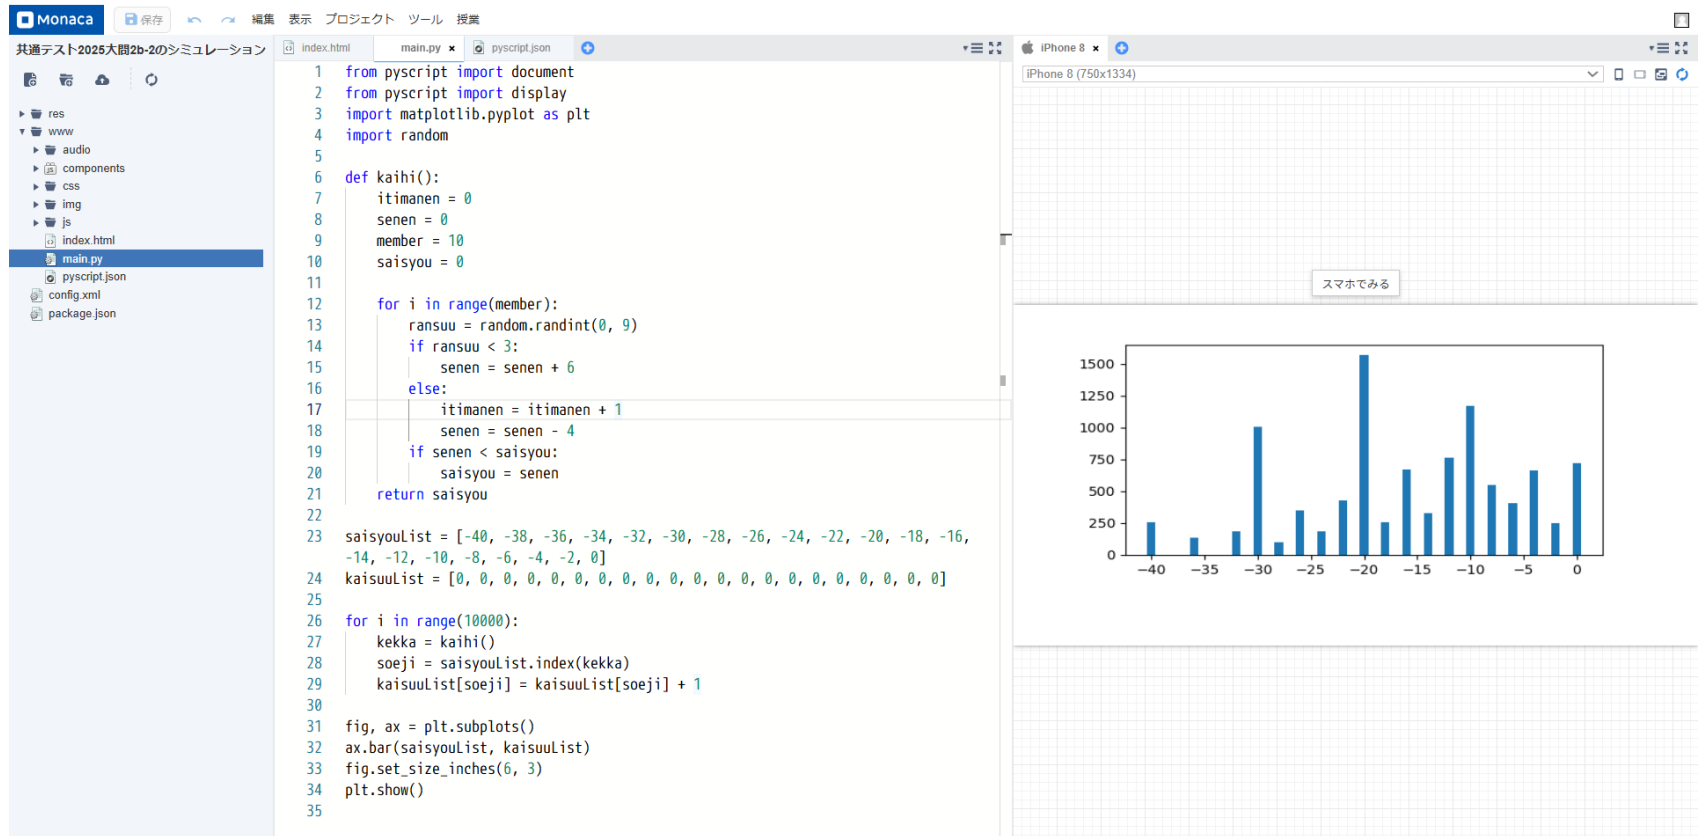 Monaca
保存
編集 表示 プロジェクト ツール 授業
共通テスト2025大問2b-2のシミュレーション
res
www
audio
components
css
img
js
index.html
main.py
pyscript.json
config.xml
package.json
index.html
main.py ×
pyscript.json
1 from pyscript import document
2 from pyscript import display
3 import matplotlib.pyplot as plt
4 import random
5
6 def kaihi():
7     itimanen = 0
8     senen = 0
9     member = 10
10     saisyou = 0
11
12     for i in range(member):
13         ransuu = random.randint(0, 9)
14         if ransuu < 3:
15             senen = senen + 6
16         else:
17             itimanen = itimanen + 1
18             senen = senen - 4
19         if senen < saisyou:
20             saisyou = senen
21     return saisyou
22
23 saisyouList = [-40, -38, -36, -34, -32, -30, -28, -26, -24, -22, -20, -18, -16,
-14, -12, -10, -8, -6, -4, -2, 0]
24 kaisuuList = [0, 0, 0, 0, 0, 0, 0, 0, 0, 0, 0, 0, 0, 0, 0, 0, 0, 0, 0, 0, 0]
25
26 for i in range(10000):
27     kekka = kaihi()
28     soeji = saisyouList.index(kekka)
29     kaisuuList[soeji] = kaisuuList[soeji] + 1
30
31 fig, ax = plt.subplots()
32 ax.bar(saisyouList, kaisuuList)
33 fig.set_size_inches(6, 3)
34 plt.show()
35
iPhone 8 ×
iPhone 8 (750x1334)
スマホでみる
1500
1250
1000
750
500
250
0
−40 −35 −30 −25 −20 −15 −10 −5 0